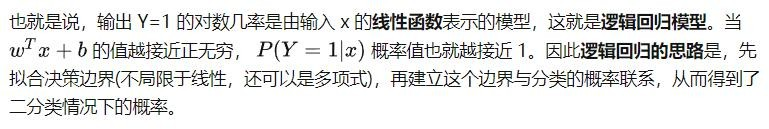 也就是说，输出 Y=1 的对数几率是由输入 x 的线性函数表示的模型，这就是逻辑回归模型。当
w^T x + b 的值越接近正无穷， P(Y = 1|x) 概率值也就越接近 1。因此逻辑回归的思路是，先
拟合决策边界(不局限于线性，还可以是多项式)，再建立这个边界与分类的概率联系，从而得到了
二分类情况下的概率。